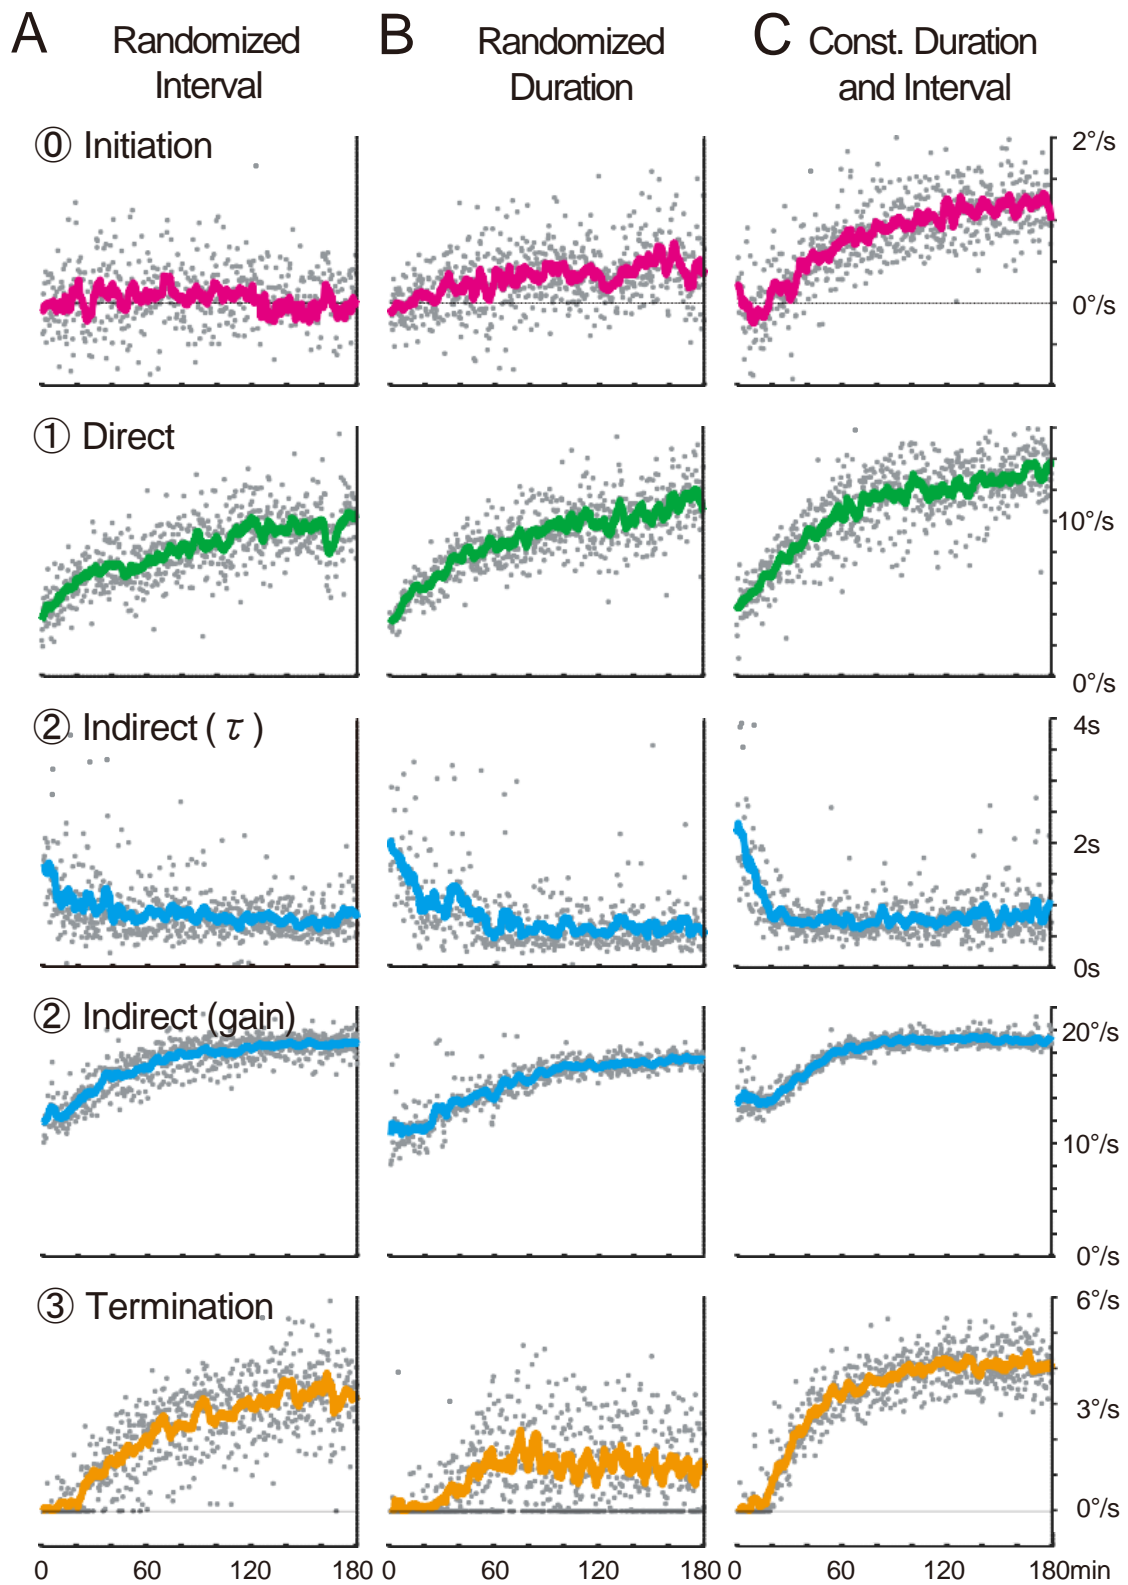 A Randomized Interval
B Randomized Duration
C Const. Duration and Interval
⓪ Initiation
2°/s
0°/s
① Direct
10°/s
0°/s
② Indirect ( τ )
4s
2s
0s
② Indirect (gain)
20°/s
10°/s
0°/s
③ Termination
6°/s
3°/s
0°/s
0 60 120 180 0 60 120 180 0 60 120 180min